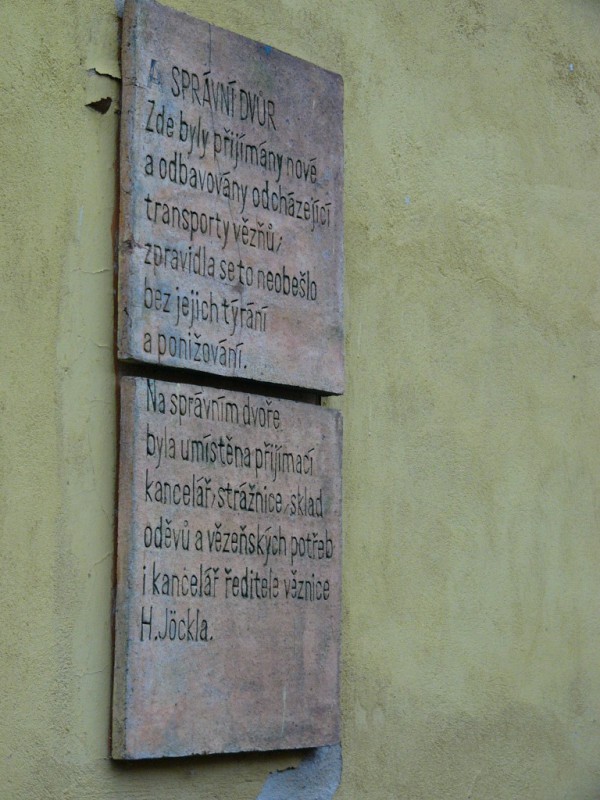 A SPRÁVNÍ DVŮR
Zde byly přijímány nové
a odbavovány odcházející
transporty vězňů,
zpravidla se to neobešlo
bez jejich týrání
a ponižování.
Na správním dvoře
byla umístěna přijímací
kancelář, strážnice, sklad
oděvů a vězeňských potřeb
i kancelář ředitele věznice
H. Jöckla.